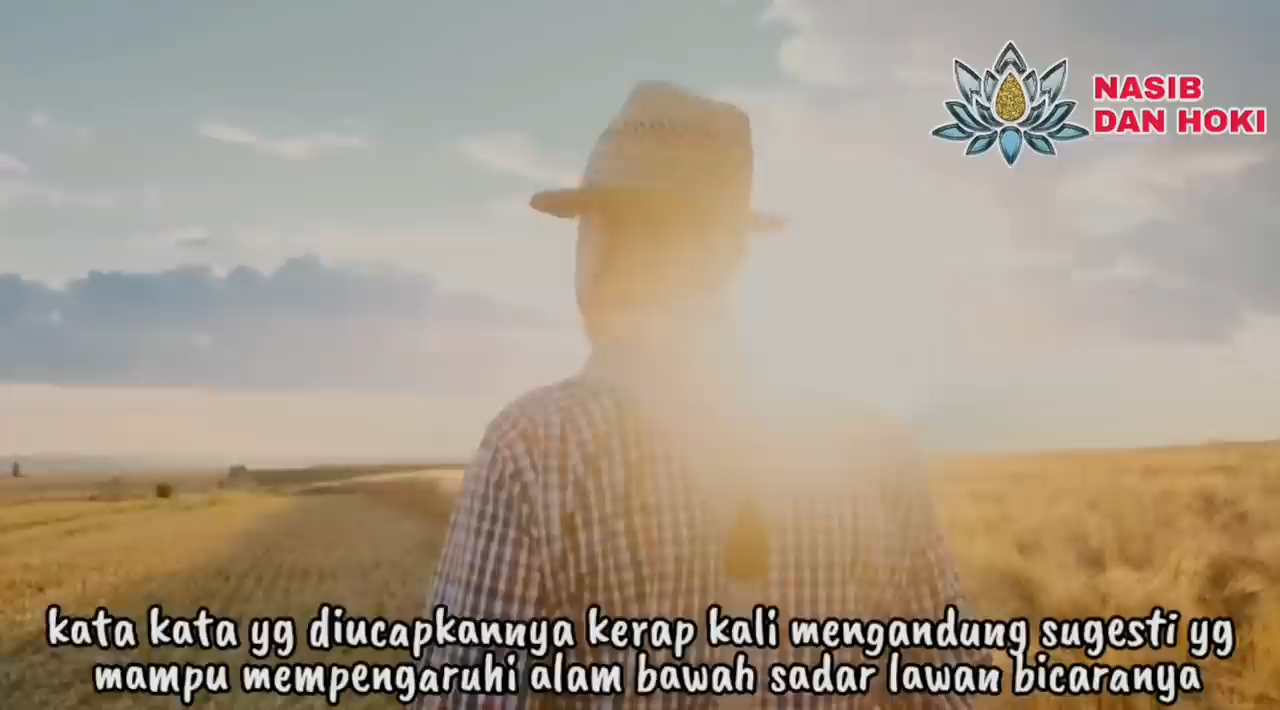 NASIB
DAN HOKI
kata kata yg diucapkannya kerap kali mengandung sugesti yg
mampu mempengaruhi alam bawah sadar lawan bicaranya